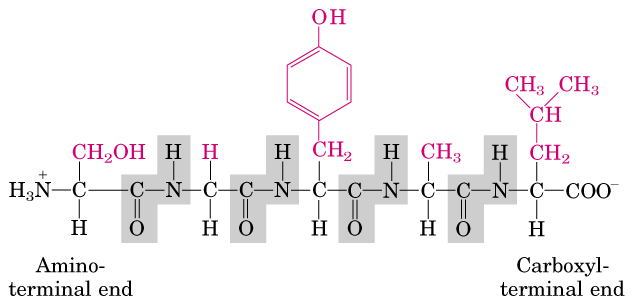 OH
CH₃ CH₃
CH
CH₂OH H H H CH₂ H CH₃ H CH₂
H₃N⁺ C C N C C N C C N C C N C COO⁻
H O H O H O H O H
Amino-
terminal end
Carboxyl-
terminal end